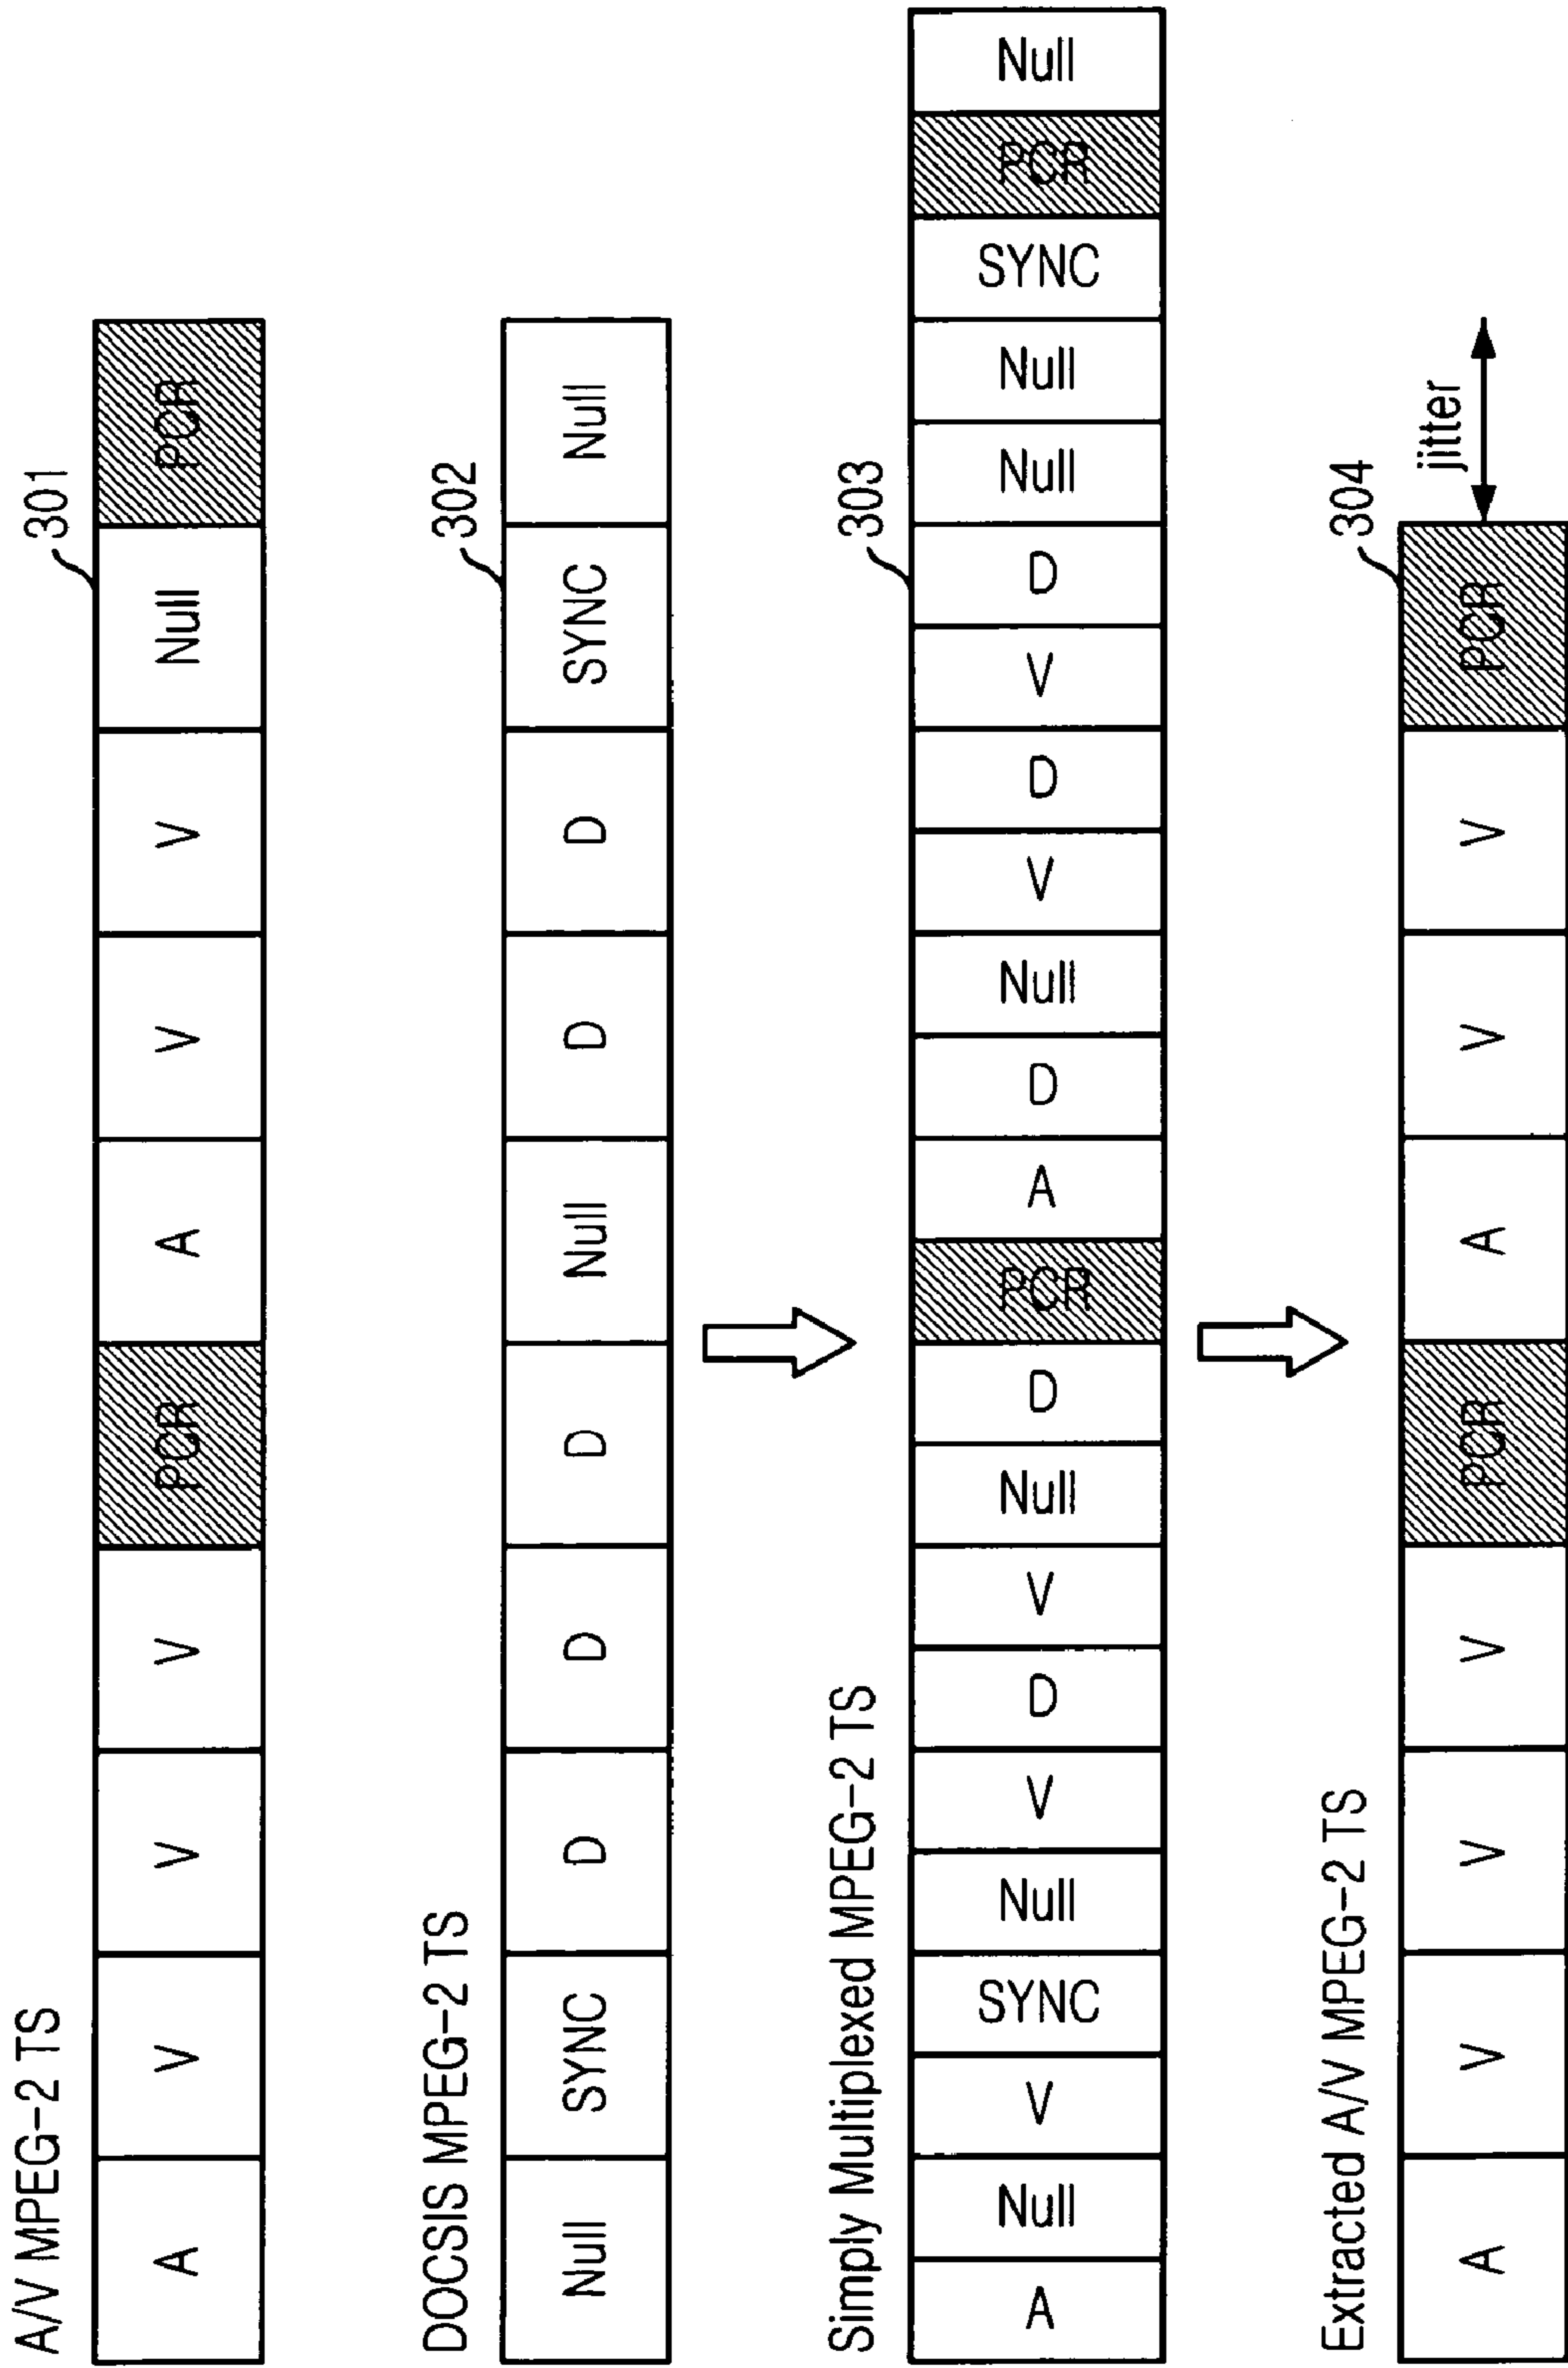 A/V MPEG-2 TS
301
A V V V PCR A V V Null PCR
DOCSIS MPEG-2 TS
302
Null SYNC D D D Null D D SYNC Null
Simply Multiplexed MPEG-2 TS
303
A Null V SYNC Null V D V Null D PCR A D Null V D V D Null Null SYNC PCR Null
Extracted A/V MPEG-2 TS
304
jitter
A V V V PCR A V V PCR